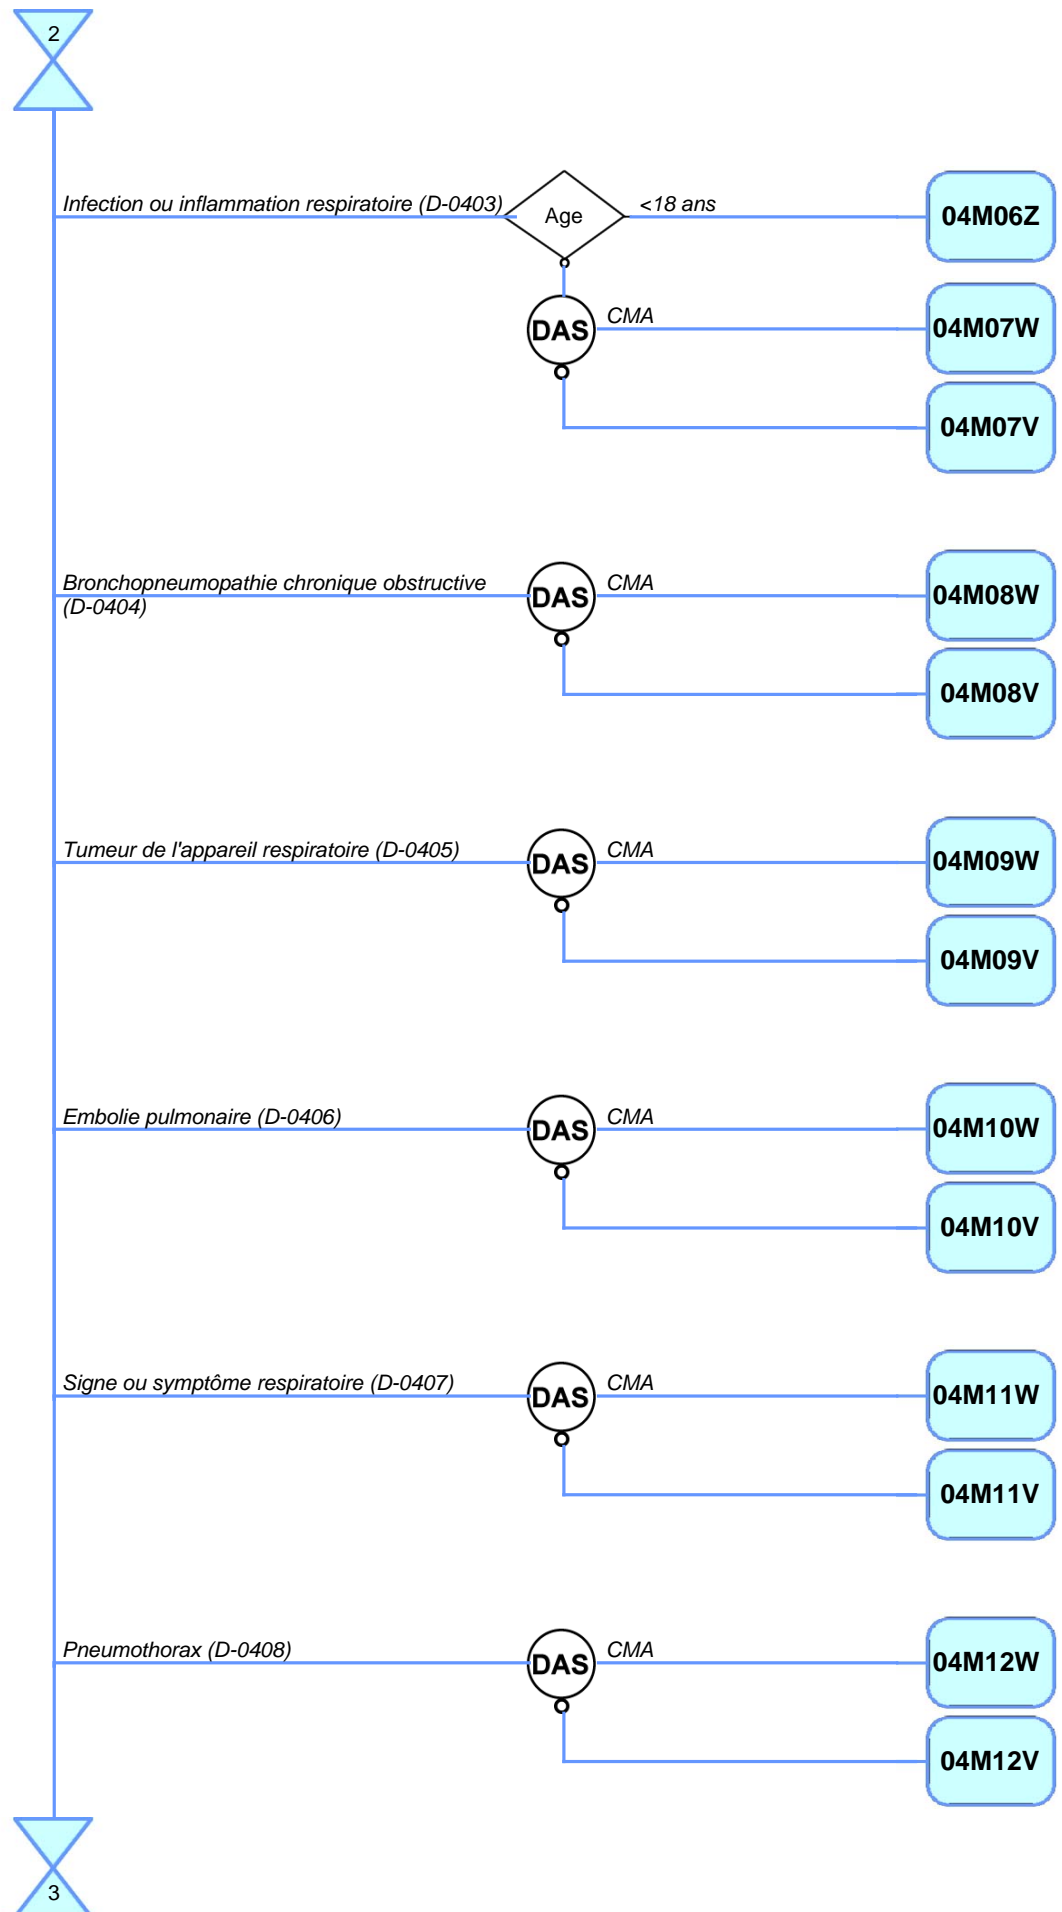 2
Infection ou inflammation respiratoire (D-0403)
Age
<18 ans
04M06Z
DAS
CMA
04M07W
04M07V
Bronchopneumopathie chronique obstructive
(D-0404)
DAS
CMA
04M08W
04M08V
Tumeur de l'appareil respiratoire (D-0405)
DAS
CMA
04M09W
04M09V
Embolie pulmonaire (D-0406)
DAS
CMA
04M10W
04M10V
Signe ou symptôme respiratoire (D-0407)
DAS
CMA
04M11W
04M11V
Pneumothorax (D-0408)
DAS
CMA
04M12W
04M12V
3